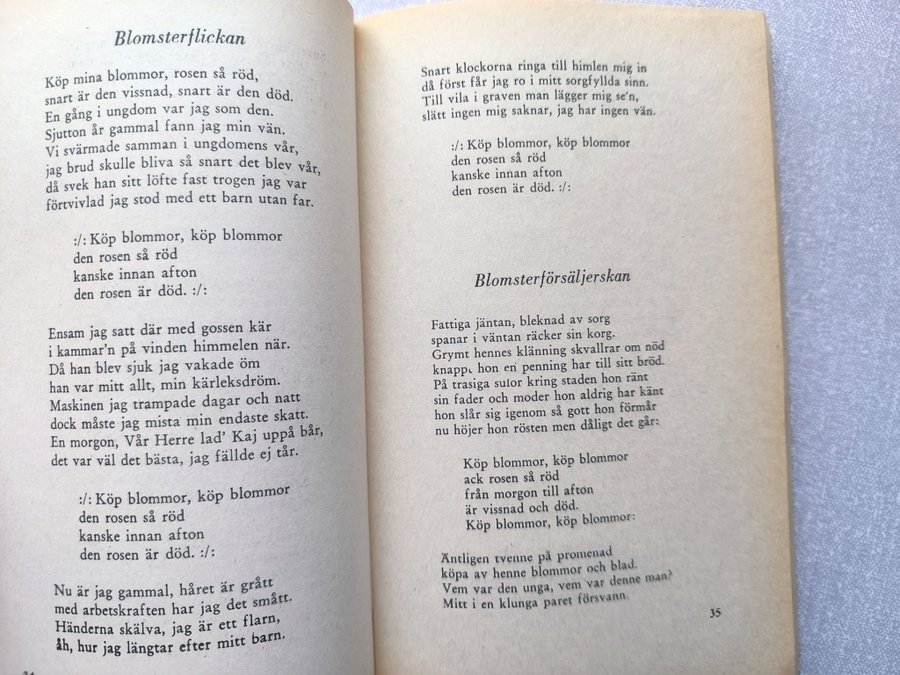 Blomsterflickan
Köp mina blommor, rosen så röd,
snart är den vissnad, snart är den död.
En gång i ungdom var jag som den.
Sjutton år gammal fann jag min vän.
Vi svärmade samman i ungdomens vår,
jag brud skulle bliva så snart det blev vår,
då svek han sitt löfte fast trogen jag var
förtvivlad jag stod med ett barn utan far.
:/: Köp blommor, köp blommor
den rosen så röd
kanske innan afton
den rosen är död. :/:
Ensam jag satt där med gossen kär
i kammar'n på vinden himmelen när.
Då han blev sjuk jag vakade öm
han var mitt allt, min kärleksdröm.
Maskinen jag trampade dagar och natt
dock måste jag mista min endaste skatt.
En morgon, Vår Herre lad' Kaj uppå bår,
det var väl det bästa, jag fällde ej tår.
:/: Köp blommor, köp blommor
den rosen så röd
kanske innan afton
den rosen är död. :/:
Nu är jag gammal, håret är grått
med arbetskraften har jag det smått.
Händerna skälva, jag är ett flarn,
åh, hur jag längtar efter mitt barn.
Snart klockorna ringa till himlen mig in
då först får jag ro i mitt sorgfyllda sinn.
Till vila i graven man lägger mig se'n,
slätt ingen mig saknar, jag har ingen vän.
:/: Köp blommor, köp blommor
den rosen så röd
kanske innan afton
den rosen är död. :/:
Blomsterförsäljerskan
Fattiga jäntan, bleknad av sorg
spanar i väntan räcker sin korg.
Grymt hennes klänning skvallrar om nöd
knapp. hon en penning har till sitt bröd.
På trasiga sulor kring staden hon ränt
sin fader och moder hon aldrig har känt
hon slår sig igenom så gott hon förmår
nu höjer hon rösten men dåligt det går:
Köp blommor, köp blommor
ack rosen så röd
från morgon till afton
är vissnad och död.
Köp blommor, köp blommor:
Äntligen tvenne på promenad
köpa av henne blommor och blad.
Vem var den unga, vem var denne man?
Mitt i en klunga paret försvann.
35